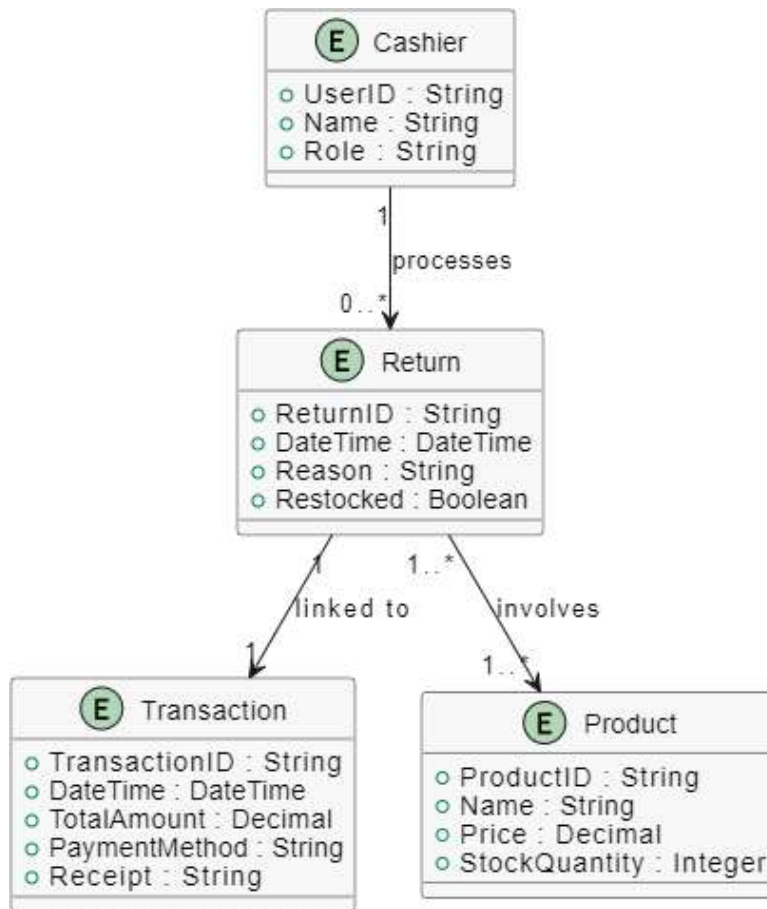 E Cashier
UserID : String
Name : String
Role : String
1
processes
0..*
E Return
ReturnID : String
DateTime : DateTime
Reason : String
Restocked : Boolean
1
1..*
linked to
involves
1
1..*
E Transaction
TransactionID : String
DateTime : DateTime
TotalAmount : Decimal
PaymentMethod : String
Receipt : String
E Product
ProductID : String
Name : String
Price : Decimal
StockQuantity : Integer